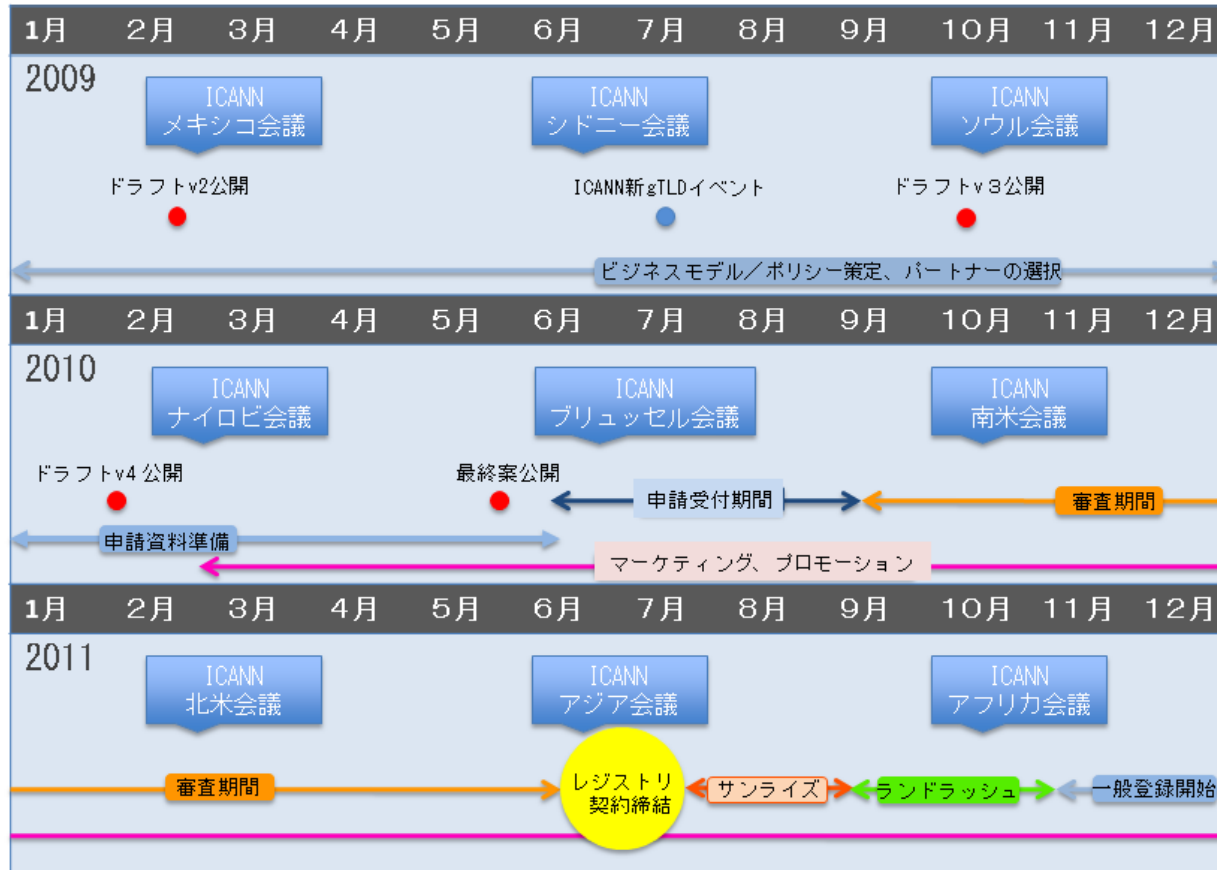 1月 2月 3月 4月 5月 6月 7月 8月 9月 10月 11月 12月
2009
ICANN
メキシコ会議
ICANN
シドニー会議
ICANN
ソウル会議
ドラフトv2公開
ICANN新gTLDイベント
ドラフトv3公開
ビジネスモデル/ポリシー策定、パートナーの選択
1月 2月 3月 4月 5月 6月 7月 8月 9月 10月 11月 12月
2010
ICANN
ナイロビ会議
ICANN
ブリュッセル会議
ICANN
南米会議
ドラフトv4公開
最終案公開
申請受付期間
審査期間
申請資料準備
マーケティング、プロモーション
1月 2月 3月 4月 5月 6月 7月 8月 9月 10月 11月 12月
2011
ICANN
北米会議
ICANN
アジア会議
ICANN
アフリカ会議
審査期間
レジストリ
契約締結
サンライズ
ランドラッシュ
一般登録開始